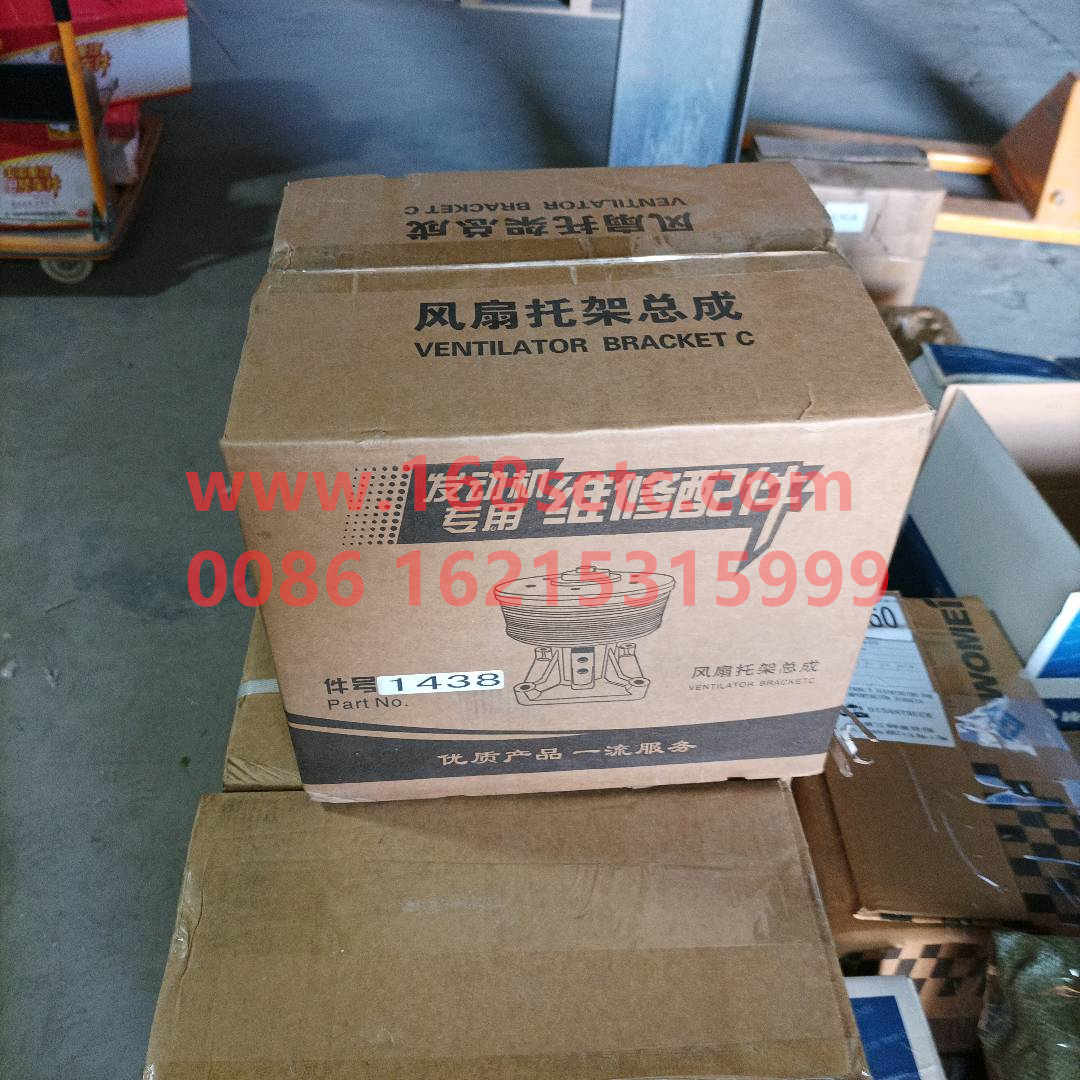 VENTILATOR BRACKET C
风扇托架总成
风扇托架总成
VENTILATOR BRACKET C
www.160sctc.com
发动机
专用
维修配件
0086 16215315999
件号 1438
Part No.
风扇托架总成
VENTILATOR BRACKETC
优质产品 一流服务
60
WOMEI